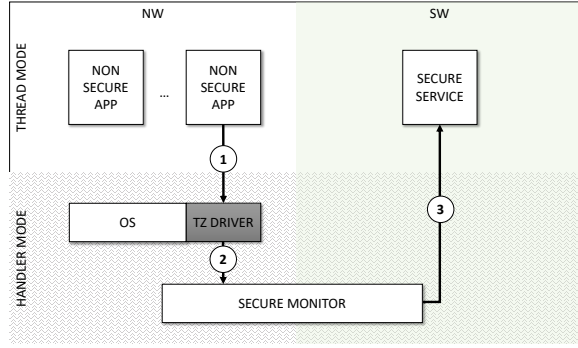 NW
SW
THREAD MODE
NON
SECURE
APP
...
NON
SECURE
APP
SECURE
SERVICE
1
3
HANDLER MODE
OS
TZ DRIVER
2
SECURE MONITOR